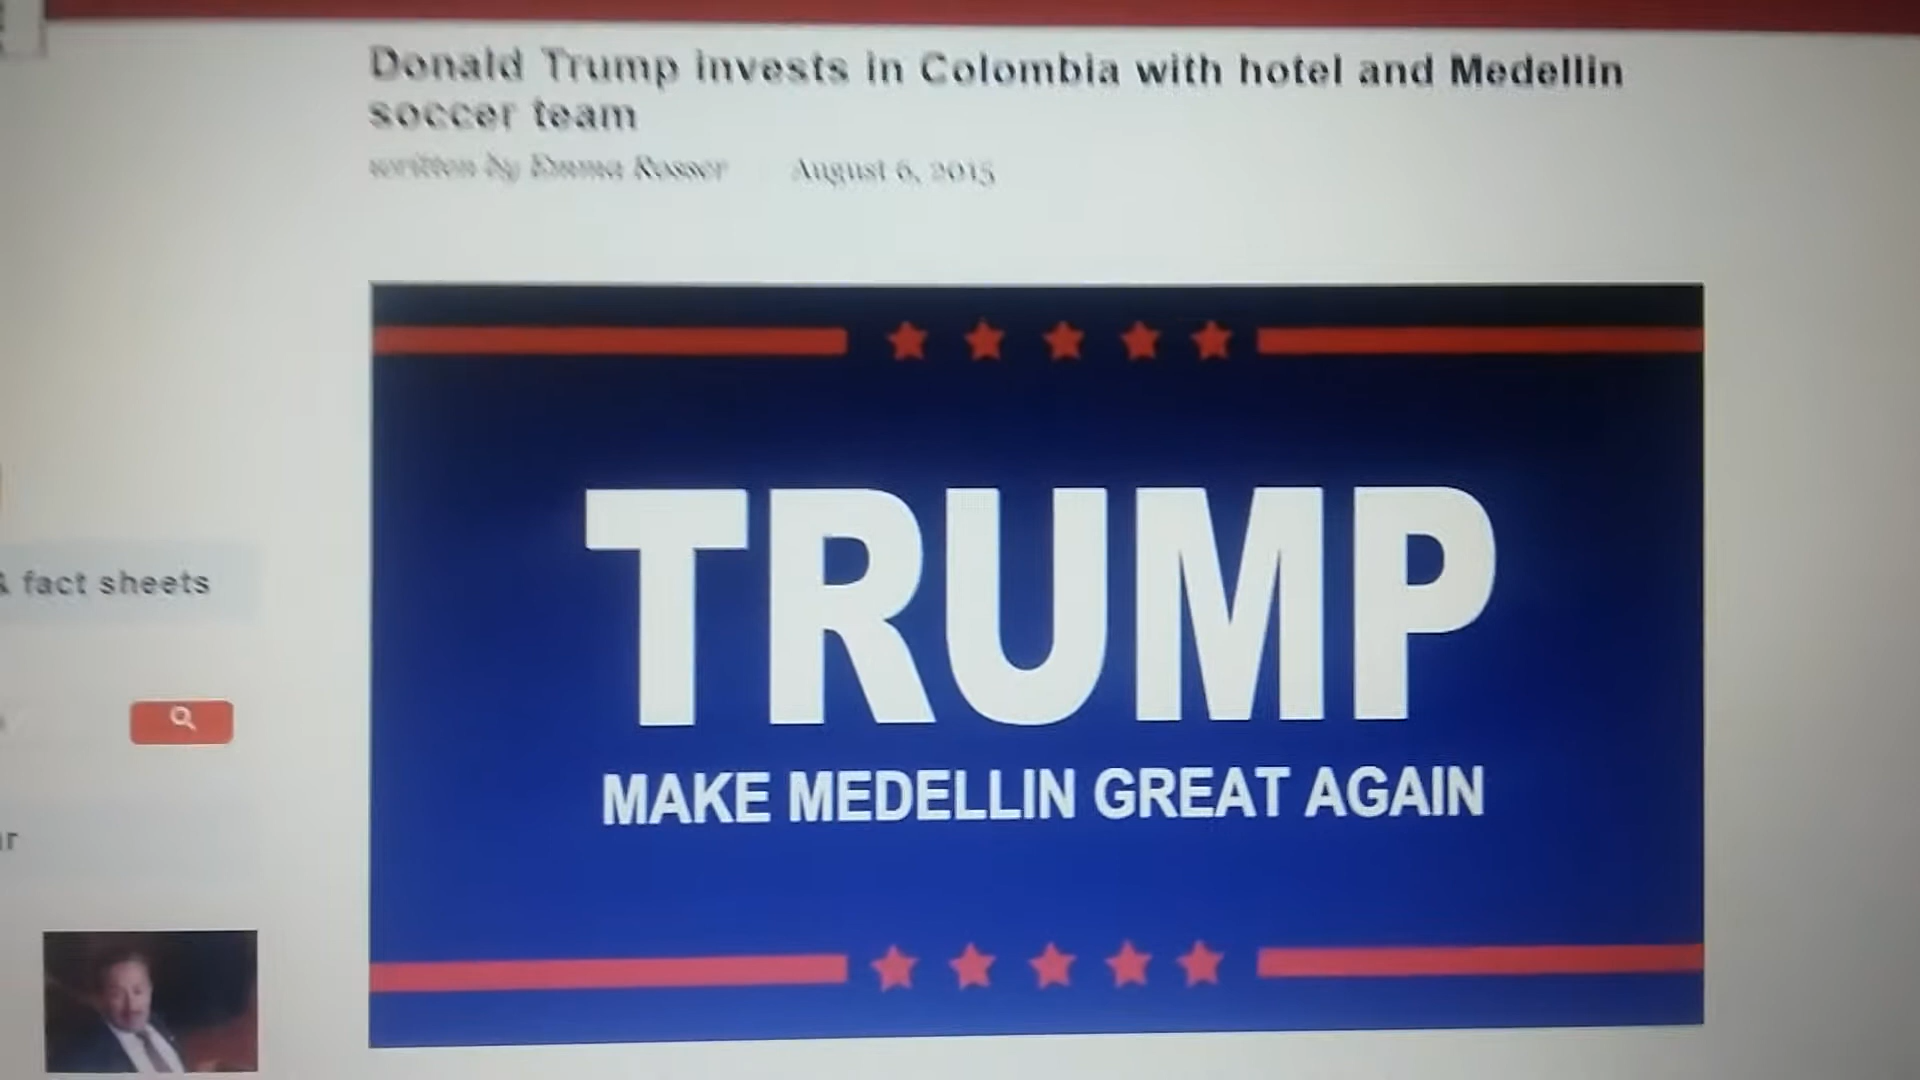 Donald Trump invests in Colombia with hotel and Medellin
soccer team
written by Emma Rosser August 6, 2015
TRUMP
MAKE MEDELLIN GREAT AGAIN
& fact sheets